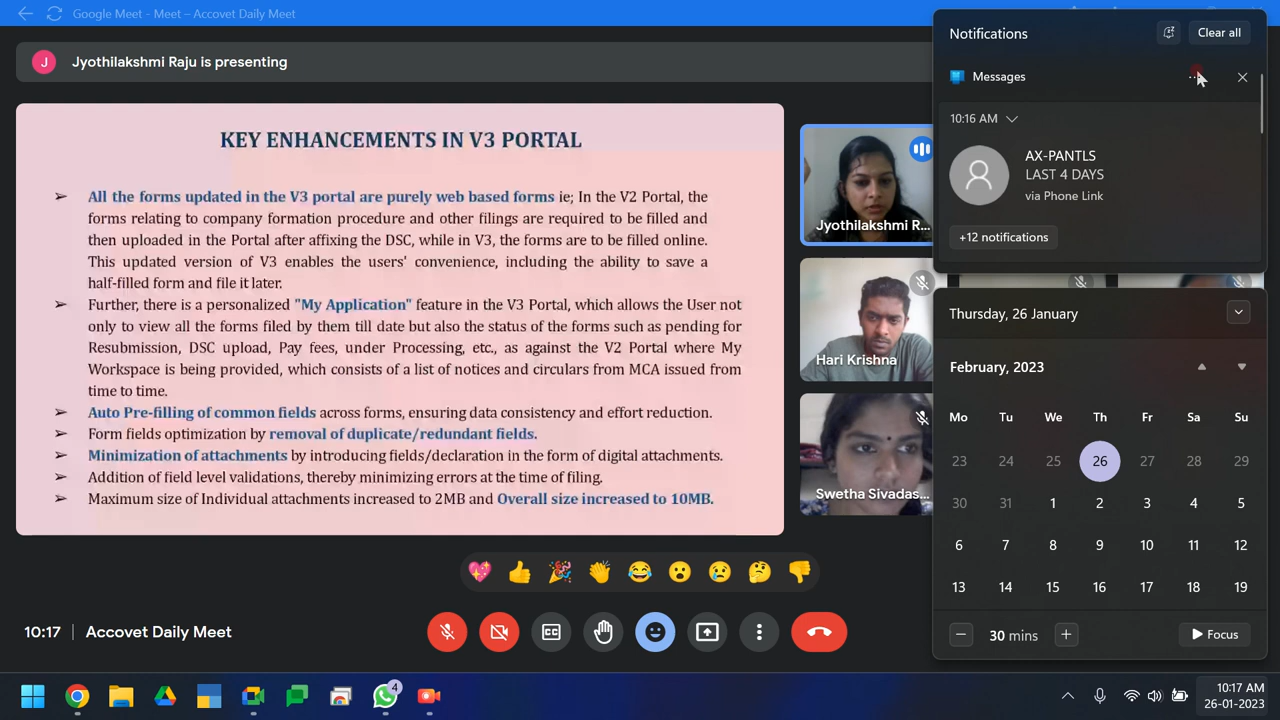 Google Meet - Meet – Accovet Daily Meet
J
Jyothilakshmi Raju is presenting
KEY ENHANCEMENTS IN V3 PORTAL
➢ All the forms updated in the V3 portal are purely web based forms ie; In the V2 Portal, the
forms relating to company formation procedure and other filings are required to be filled and
then uploaded in the Portal after affixing the DSC, while in V3, the forms are to be filled online.
This updated version of V3 enables the users' convenience, including the ability to save a
half-filled form and file it later.
➢ Further, there is a personalized "My Application" feature in the V3 Portal, which allows the User not
only to view all the forms filed by them till date but also the status of the forms such as pending for
Resubmission, DSC upload, Pay fees, under Processing, etc., as against the V2 Portal where My
Workspace is being provided, which consists of a list of notices and circulars from MCA issued from
time to time.
➢ Auto Pre-filling of common fields across forms, ensuring data consistency and effort reduction.
➢ Form fields optimization by removal of duplicate/redundant fields.
➢ Minimization of attachments by introducing fields/declaration in the form of digital attachments.
➢ Addition of field level validations, thereby minimizing errors at the time of filing.
➢ Maximum size of Individual attachments increased to 2MB and Overall size increased to 10MB.
Jyothilakshmi R...
Hari Krishna
Swetha Sivadas...
Notifications
Clear all
Messages
10:16 AM
AX-PANTLS
LAST 4 DAYS
via Phone Link
+12 notifications
Thursday, 26 January
February, 2023
Mo Tu We Th Fr Sa Su
23 24 25 26 27 28 29
30 31 1 2 3 4 5
6 7 8 9 10 11 12
13 14 15 16 17 18 19
30 mins
Focus
10:17 | Accovet Daily Meet
4
10:17 AM
26-01-2023